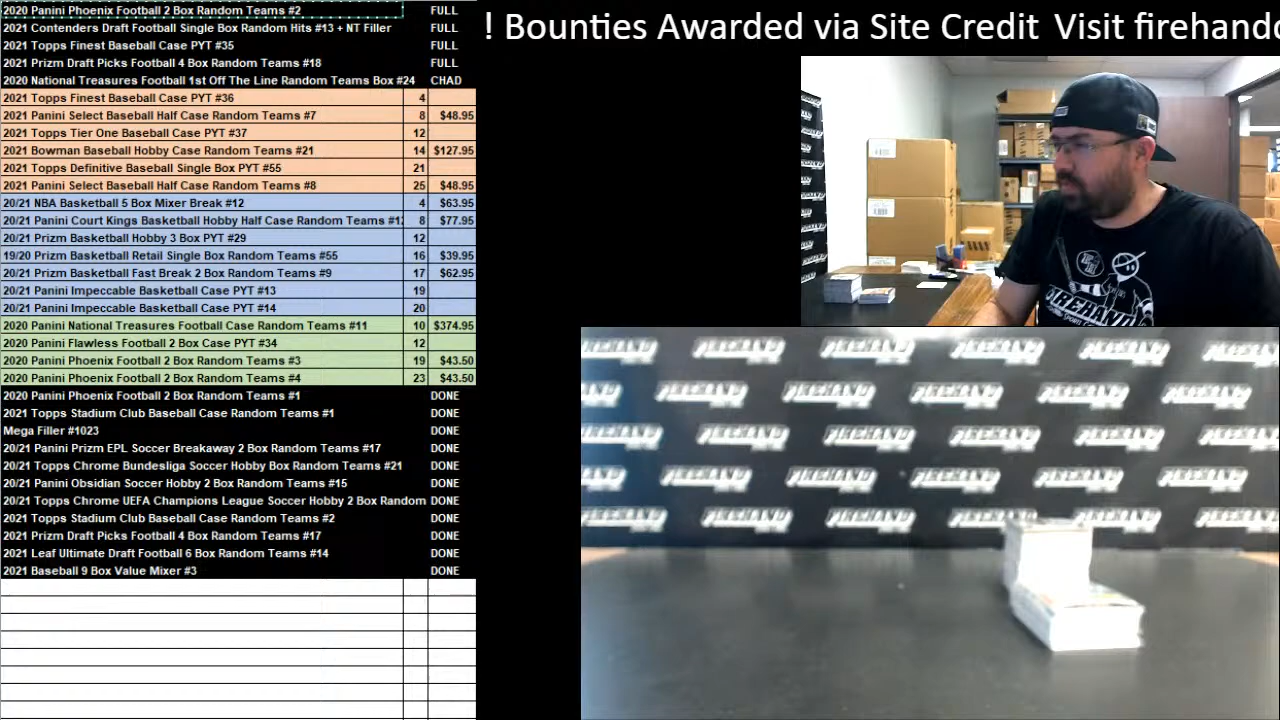 2020 Panini Phoenix Football 2 Box Random Teams #2 FULL
2021 Contenders Draft Football Single Box Random Hits #13 + NT Filler FULL
2021 Topps Finest Baseball Case PYT #35 FULL
2021 Prizm Draft Picks Football 4 Box Random Teams #18 FULL
2020 National Treasures Football 1st Off The Line Random Teams Box #24 CHAD
2021 Topps Finest Baseball Case PYT #36 4
2021 Panini Select Baseball Half Case Random Teams #7 8 $48.95
2021 Topps Tier One Baseball Case PYT #37 12
2021 Bowman Baseball Hobby Case Random Teams #21 14 $127.95
2021 Topps Definitive Baseball Single Box PYT #55 21
2021 Panini Select Baseball Half Case Random Teams #8 25 $48.95
20/21 NBA Basketball 5 Box Mixer Break #12 4 $63.95
20/21 Panini Court Kings Basketball Hobby Half Case Random Teams #12 8 $77.95
20/21 Prizm Basketball Hobby 3 Box PYT #29 12
19/20 Prizm Basketball Retail Single Box Random Teams #55 16 $39.95
20/21 Prizm Basketball Fast Break 2 Box Random Teams #9 17 $62.95
20/21 Panini Impeccable Basketball Case PYT #13 19
20/21 Panini Impeccable Basketball Case PYT #14 20
2020 Panini National Treasures Football Case Random Teams #11 10 $374.95
2020 Panini Flawless Football 2 Box Case PYT #34 12
2020 Panini Phoenix Football 2 Box Random Teams #3 19 $43.50
2020 Panini Phoenix Football 2 Box Random Teams #4 23 $43.50
2020 Panini Phoenix Football 2 Box Random Teams #1 DONE
2021 Topps Stadium Club Baseball Case Random Teams #1 DONE
Mega Filler #1023 DONE
20/21 Panini Prizm EPL Soccer Breakaway 2 Box Random Teams #17 DONE
20/21 Topps Chrome Bundesliga Soccer Hobby Box Random Teams #21 DONE
20/21 Panini Obsidian Soccer Hobby 2 Box Random Teams #15 DONE
20/21 Topps Chrome UEFA Champions League Soccer Hobby 2 Box Random DONE
2021 Topps Stadium Club Baseball Case Random Teams #2 DONE
2021 Prizm Draft Picks Football 4 Box Random Teams #17 DONE
2021 Leaf Ultimate Draft Football 6 Box Random Teams #14 DONE
2021 Baseball 9 Box Value Mixer #3 DONE
! Bounties Awarded via Site Credit Visit firehando
FIREHAND